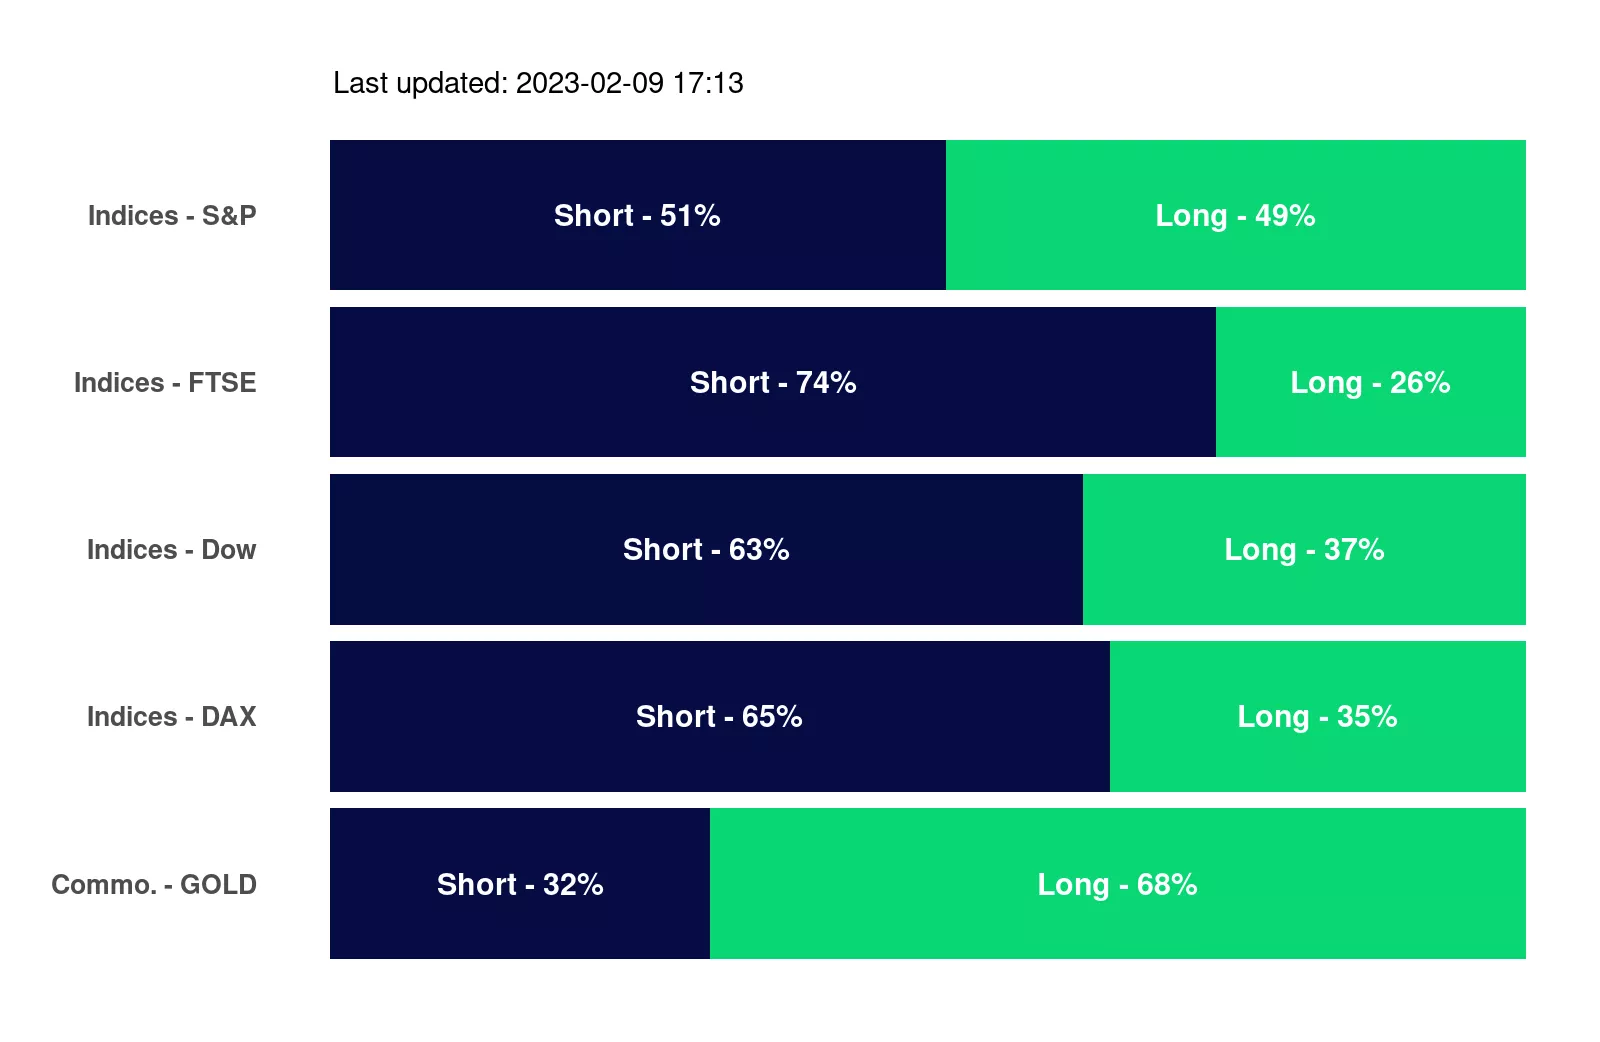 Last updated: 2023-02-09 17:13
Indices - S&P
Short - 51%
Long - 49%
Indices - FTSE
Short - 74%
Long - 26%
Indices - Dow
Short - 63%
Long - 37%
Indices - DAX
Short - 65%
Long - 35%
Commo. - GOLD
Short - 32%
Long - 68%